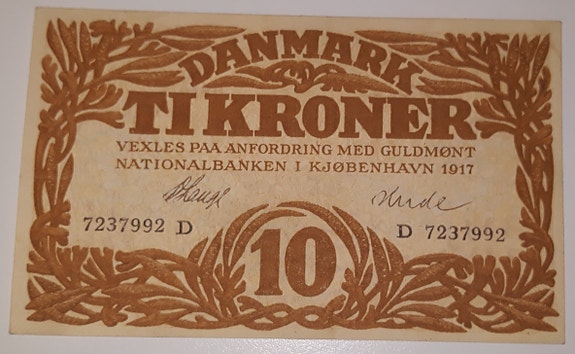 DANMARK
TI KRONER
VEXLES PAA ANFORDRING MED GULDMØNT
NATIONALBANKEN I KJØBENHAVN 1917
7237992 D D 7237992
10